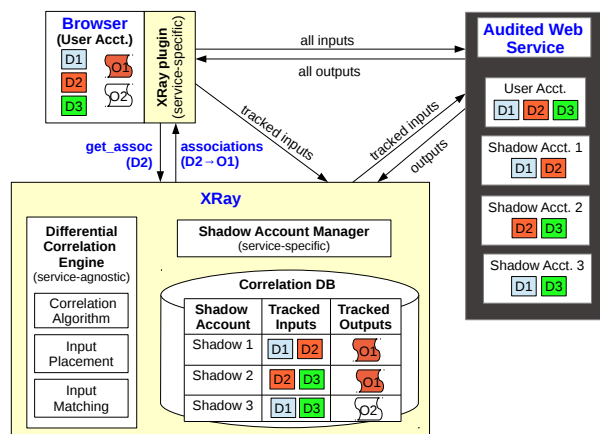 Browser
(User Acct.)
D1
D2
D3
O1
O2
XRay plugin
(service-specific)
all inputs
all outputs
tracked inputs
tracked inputs
outputs
get_assoc
(D2)
associations
(D2→O1)
Audited Web
Service
User Acct.
D1 D2 D3
Shadow Acct. 1
D1 D2
Shadow Acct. 2
D2 D3
Shadow Acct. 3
D1 D3
XRay
Differential
Correlation
Engine
(service-agnostic)
Correlation
Algorithm
Input
Placement
Input
Matching
Shadow Account Manager
(service-specific)
Correlation DB
Shadow Account Tracked Inputs Tracked Outputs
Shadow 1 D1 D2 O1
Shadow 2 D2 D3 O1
Shadow 3 D1 D3 O2